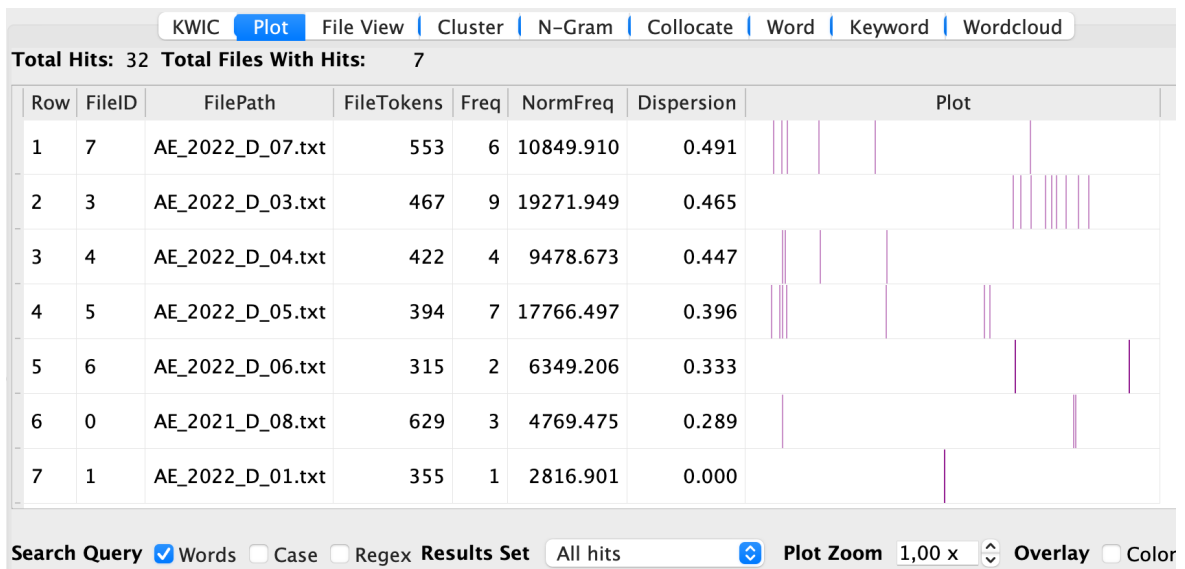 KWIC Plot File View Cluster N-Gram Collocate Word Keyword Wordcloud
Total Hits: 32 Total Files With Hits: 7
Row FileID FilePath FileTokens Freq NormFreq Dispersion Plot
1 7 AE_2022_D_07.txt 553 6 10849.910 0.491
2 3 AE_2022_D_03.txt 467 9 19271.949 0.465
3 4 AE_2022_D_04.txt 422 4 9478.673 0.447
4 5 AE_2022_D_05.txt 394 7 17766.497 0.396
5 6 AE_2022_D_06.txt 315 2 6349.206 0.333
6 0 AE_2021_D_08.txt 629 3 4769.475 0.289
7 1 AE_2022_D_01.txt 355 1 2816.901 0.000
Search Query Words Case Regex Results Set All hits Plot Zoom 1,00 x Overlay Color